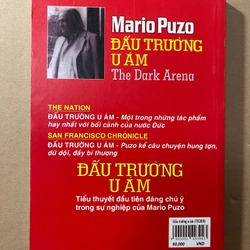 Mario Puzo
ĐẤU TRƯỜNG
U ÁM
The Dark Arena
THE NATION
ĐẤU TRƯỜNG U ÁM - Một trong những tác phẩm
hay nhất với bối cảnh của nước Đức
SAN FRANCISCO CHRONICLE
ĐẤU TRƯỜNG U ÁM - Puzo kể câu chuyện hung tợn,
dữ dội, đầy bi thương
ĐẤU TRƯỜNG
U ÁM
Tiểu thuyết đầu tiên đáng chú ý
trong sự nghiệp của Mario Puzo
60,000
VND